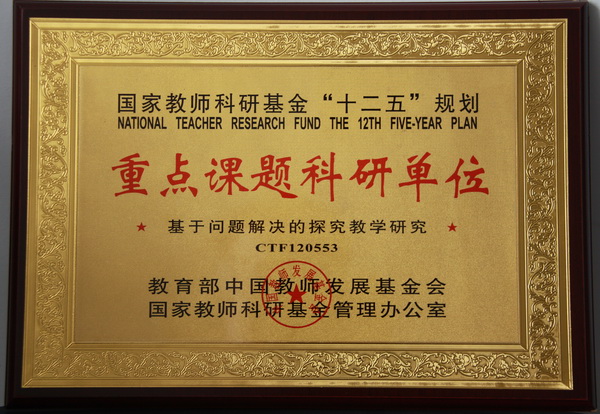 国家教师科研基金“十二五”规划
NATIONAL TEACHER RESEARCH FUND THE 12TH FIVE-YEAR PLAN
重点课题科研单位
★ 基于问题解决的探究教学研究 ★
CTF120553
教育部中国教师发展基金会
国家教师科研基金管理办公室